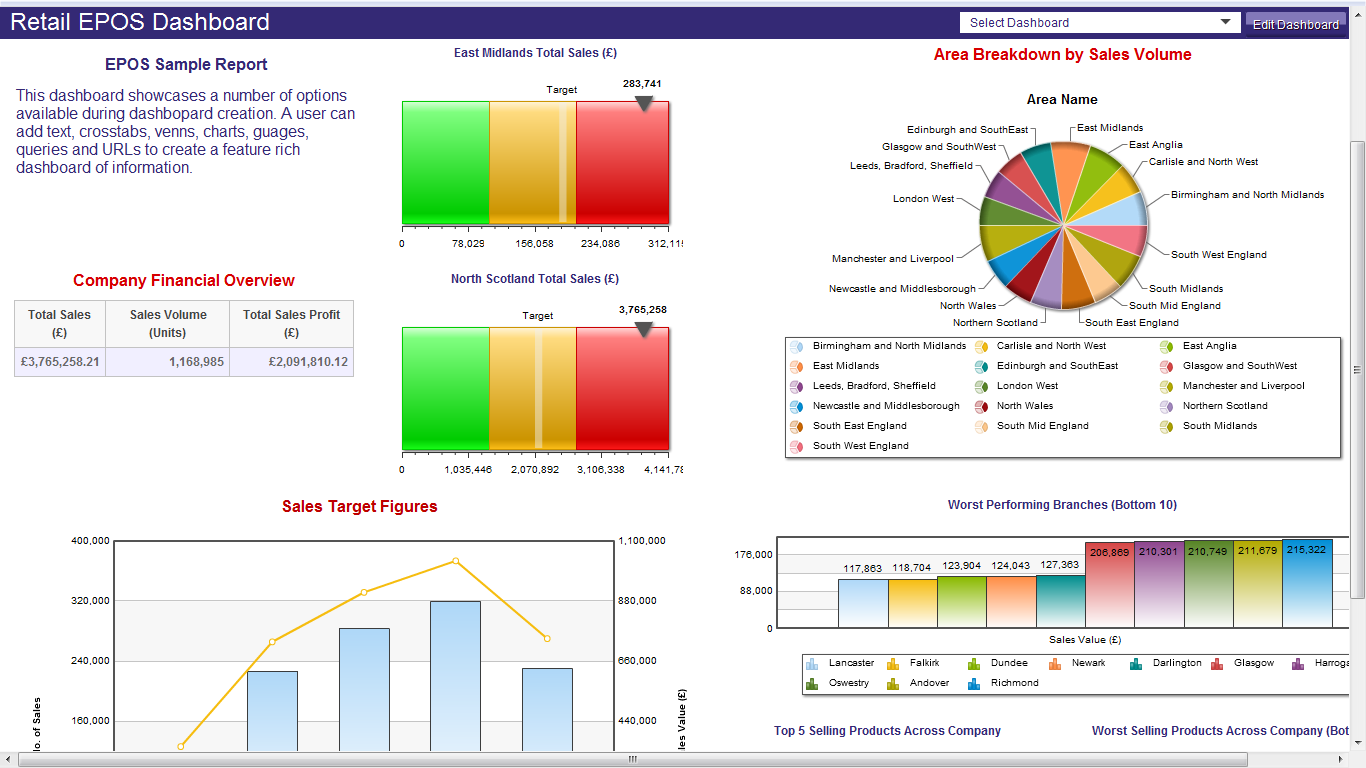 Retail EPOS Dashboard
Select Dashboard
Edit Dashboard
EPOS Sample Report
This dashboard showcases a number of options
available during dashbopard creation. A user can
add text, crosstabs, venns, charts, guages,
queries and URLs to create a feature rich
dashboard of information.
Company Financial Overview
Total Sales (£) Sales Volume (Units) Total Sales Profit (£)
£3,765,258.21 1,168,985 £2,091,810.12
East Midlands Total Sales (£)
283,741
Target
0 78,028 156,058 234,086 312,115
North Scotland Total Sales (£)
3,765,258
Target
0 1,035,446 2,070,892 3,106,338 4,141,78
Area Breakdown by Sales Volume
Area Name
Edinburgh and SouthEast East Midlands
Glasgow and SouthWest East Anglia
Leeds, Bradford, Sheffield Carlisle and North West
London West Birmingham and North Midlands
Manchester and Liverpool South West England
Newcastle and Middlesborough South Midlands
North Wales South Mid England
Northern Scotland South East England
Birmingham and North Midlands Carlisle and North West East Anglia
East Midlands Edinburgh and SouthEast Glasgow and SouthWest
Leeds, Bradford, Sheffield London West Manchester and Liverpool
Newcastle and Middlesborough North Wales Northern Scotland
South East England South Mid England South Midlands
South West England
Sales Target Figures
400,000 1,100,000
320,000 880,000
240,000 660,000
160,000 440,000
lo. of Sales
les Value (£)
Worst Performing Branches (Bottom 10)
176,000
88,000
0
117,863 118,704 123,904 124,043 127,363 206,869 210,301 210,749 211,679 215,322
Sales Value (£)
Lancaster Falkirk Dundee Newark Darlington Glasgow Harroga
Oswestry Andover Richmond
Top 5 Selling Products Across Company
Worst Selling Products Across Company (Bot